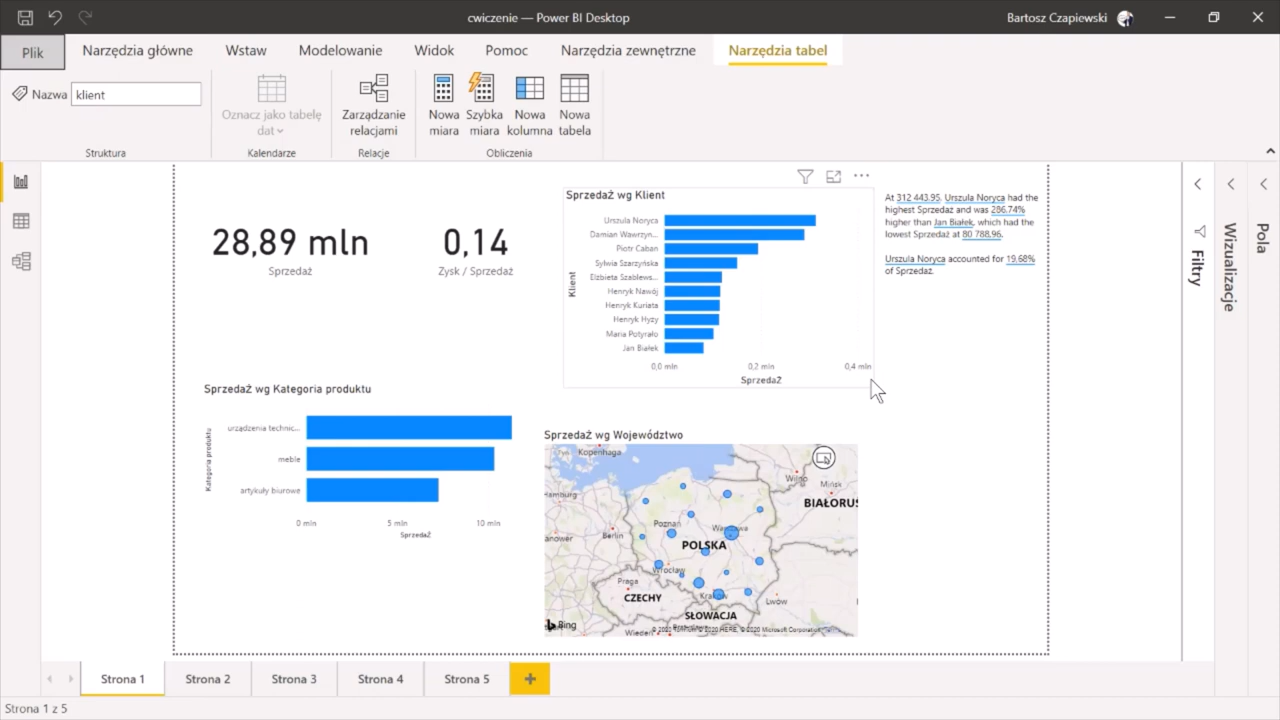 cwiczenie — Power BI Desktop
Bartosz Czapiewski
Plik
Narzędzia główne
Wstaw
Modelowanie
Widok
Pomoc
Narzędzia zewnętrzne
Narzędzia tabel
Nazwa
klient
Oznacz jako tabelę
dat
Zarządzanie
relacjami
Nowa
miara
Szybka
miara
Nowa
kolumna
Nowa
tabela
Struktura
Kalendarze
Relacje
Obliczenia
28,89 mln
Sprzedaż
0,14
Zysk / Sprzedaż
Sprzedaż wg Klient
Klient
Urszula Noryca
Damian Wawrzyn...
Piotr Caban
Sylwia Szarzyńska
Elżbieta Szablews...
Henryk Nawój
Henryk Kuriata
Henryk Hyży
Maria Potyrało
Jan Białek
0,0 mln
0,2 mln
0,4 mln
Sprzedaż
At 312 443,95, Urszula Noryca had the
highest Sprzedaż and was 286.74%
higher than Jan Białek, which had the
lowest Sprzedaż at 80 788,96.
Urszula Noryca accounted for 19.68%
of Sprzedaż.
Filtry
Wizualizacje
Pola
Sprzedaż wg Kategoria produktu
Kategoria produktu
urządzenia technic...
meble
artykuły biurowe
0 mln
5 mln
10 mln
Sprzedaż
Sprzedaż wg Województwo
Kopenhaga
Hamburg
Wilno
Mińsk
BIAŁORUŚ
Poznań
Warszawa
Berlin
POLSKA
Wrocław
Praga
CZECHY
Kraków
Lwów
SŁOWACJA
Wiedeń
Bing
Strona 1
Strona 2
Strona 3
Strona 4
Strona 5
+
Strona 1 z 5